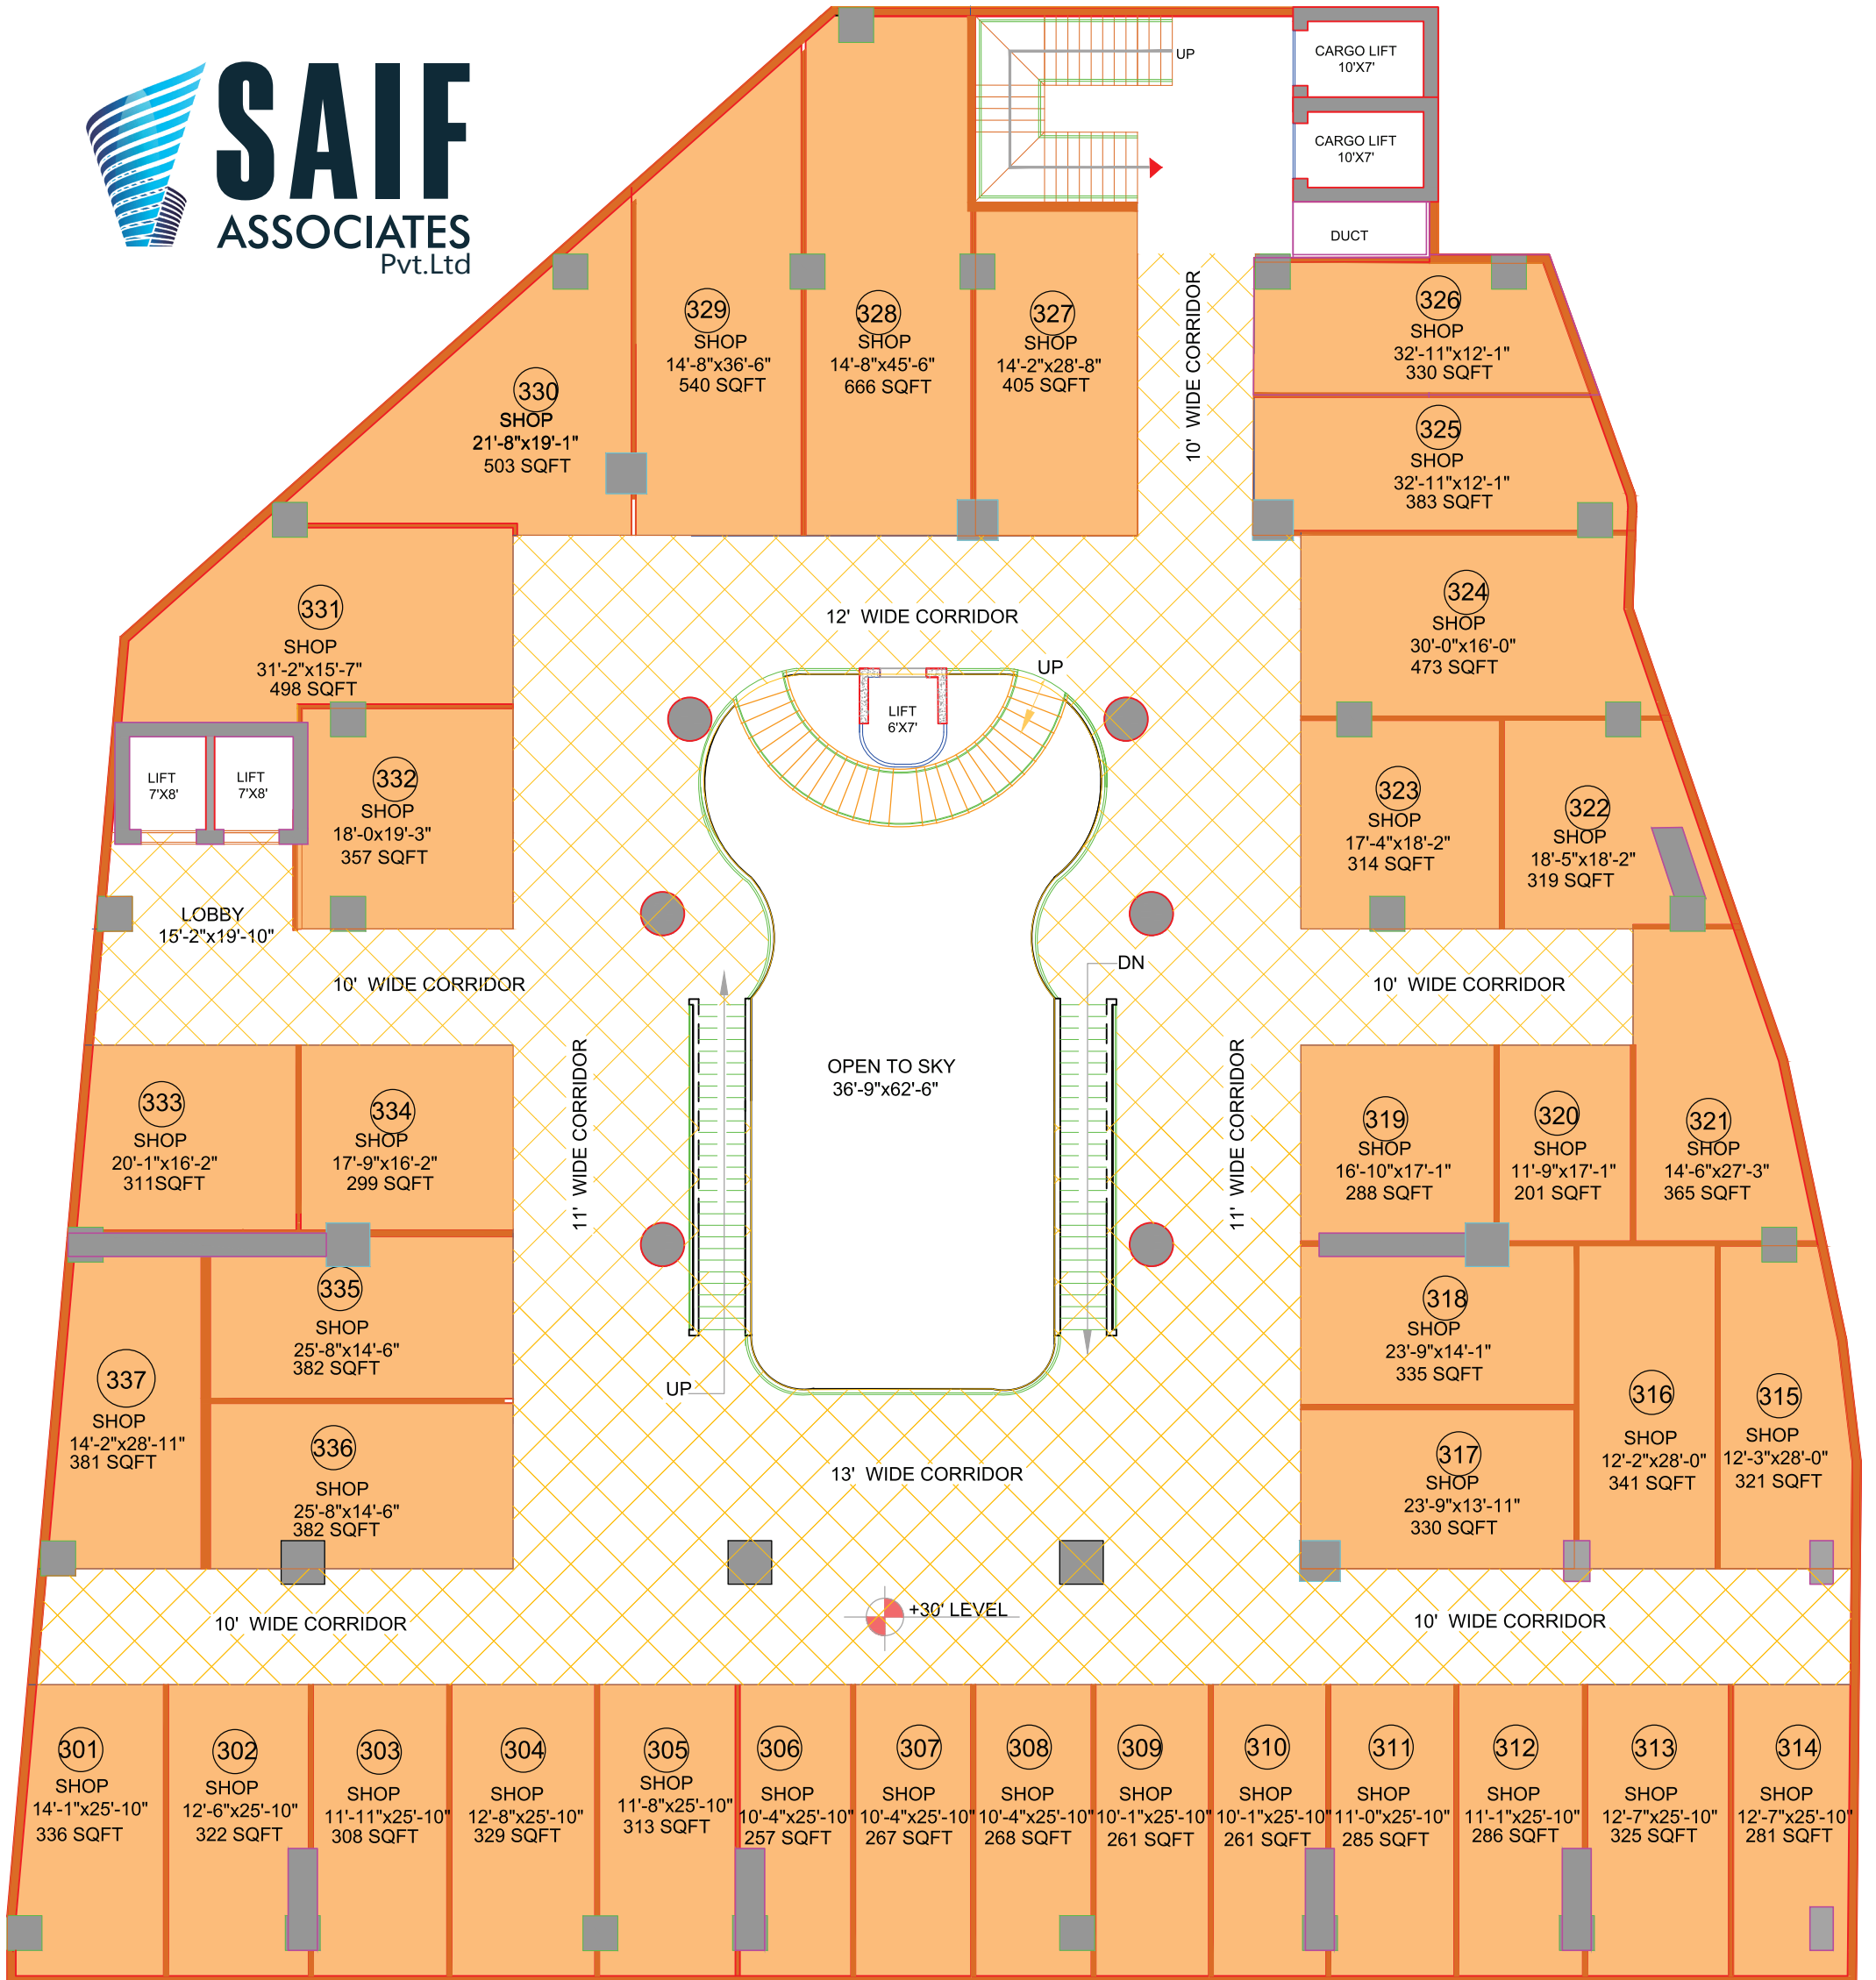 SAIF
ASSOCIATES
Pvt.Ltd
UP
CARGO LIFT
10'X7'
CARGO LIFT
10'X7'
DUCT
10' WIDE CORRIDOR
326
SHOP
32'-11"x12'-1"
330 SQFT
325
SHOP
32'-11"x12'-1"
383 SQFT
327
SHOP
14'-2"x28'-8"
405 SQFT
328
SHOP
14'-8"x45'-6"
666 SQFT
329
SHOP
14'-8"x36'-6"
540 SQFT
330
SHOP
21'-8"x19'-1"
503 SQFT
331
SHOP
31'-2"x15'-7"
498 SQFT
12' WIDE CORRIDOR
324
SHOP
30'-0"x16'-0"
473 SQFT
UP
LIFT
6'X7'
LIFT
7'X8'
LIFT
7'X8'
332
SHOP
18'-0x19'-3"
357 SQFT
323
SHOP
17'-4"x18'-2"
314 SQFT
322
SHOP
18'-5"x18'-2"
319 SQFT
LOBBY
15'-2"x19'-10"
10' WIDE CORRIDOR
DN
10' WIDE CORRIDOR
OPEN TO SKY
36'-9"x62'-6"
11' WIDE CORRIDOR
11' WIDE CORRIDOR
333
SHOP
20'-1"x16'-2"
311SQFT
334
SHOP
17'-9"x16'-2"
299 SQFT
319
SHOP
16'-10"x17'-1"
288 SQFT
320
SHOP
11'-9"x17'-1"
201 SQFT
321
SHOP
14'-6"x27'-3"
365 SQFT
335
SHOP
25'-8"x14'-6"
382 SQFT
337
SHOP
14'-2"x28'-11"
381 SQFT
336
SHOP
25'-8"x14'-6"
382 SQFT
UP
318
SHOP
23'-9"x14'-1"
335 SQFT
317
SHOP
23'-9"x13'-11"
330 SQFT
316
SHOP
12'-2"x28'-0"
341 SQFT
315
SHOP
12'-3"x28'-0"
321 SQFT
13' WIDE CORRIDOR
10' WIDE CORRIDOR
+30' LEVEL
10' WIDE CORRIDOR
301
SHOP
14'-1"x25'-10"
336 SQFT
302
SHOP
12'-6"x25'-10"
322 SQFT
303
SHOP
11'-11"x25'-10"
308 SQFT
304
SHOP
12'-8"x25'-10"
329 SQFT
305
SHOP
11'-8"x25'-10"
313 SQFT
306
SHOP
10'-4"x25'-10"
257 SQFT
307
SHOP
10'-4"x25'-10"
267 SQFT
308
SHOP
10'-4"x25'-10"
268 SQFT
309
SHOP
10'-1"x25'-10"
261 SQFT
310
SHOP
10'-1"x25'-10"
261 SQFT
311
SHOP
11'-0"x25'-10"
285 SQFT
312
SHOP
11'-1"x25'-10"
286 SQFT
313
SHOP
12'-7"x25'-10"
325 SQFT
314
SHOP
12'-7"x25'-10"
281 SQFT